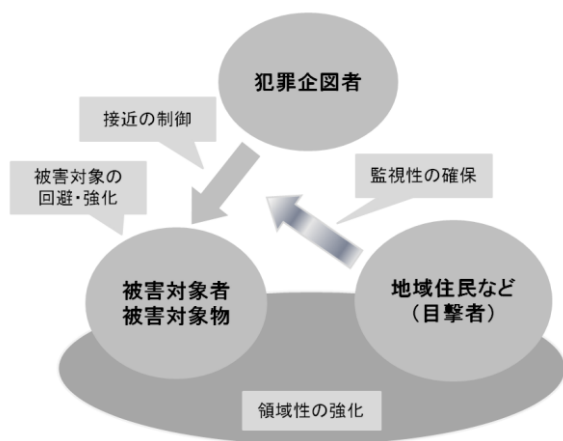 犯罪企図者
接近の制御
被害対象の
回避・強化
監視性の確保
被害対象者
被害対象物
地域住民など
（目撃者）
領域性の強化